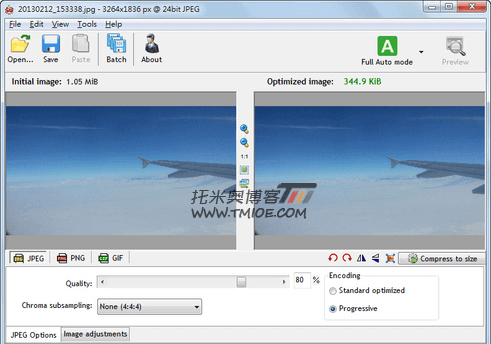 20130212_153338.jpg - 3264x1836 px @ 24bit JPEG
File Edit View Tools Help
Open... Save Paste Batch About Full Auto mode Preview
Initial image: 1.05 MiB Optimized image: 344.9 KiB
1:1
托米奥博客
WWW.TMIOE.COM
JPEG PNG GIF Compress to size
Quality: 80 %
Encoding
Standard optimized
Chroma subsampling: None (4:4:4)
Progressive
JPEG Options Image adjustments